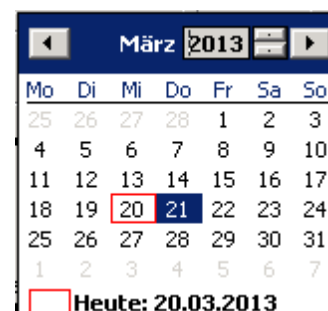 März 2013
Mo Di Mi Do Fr Sa So
25 26 27 28 1 2 3
4 5 6 7 8 9 10
11 12 13 14 15 16 17
18 19 20 21 22 23 24
25 26 27 28 29 30 31
1 2 3 4 5 6 7
Heute: 20.03.2013